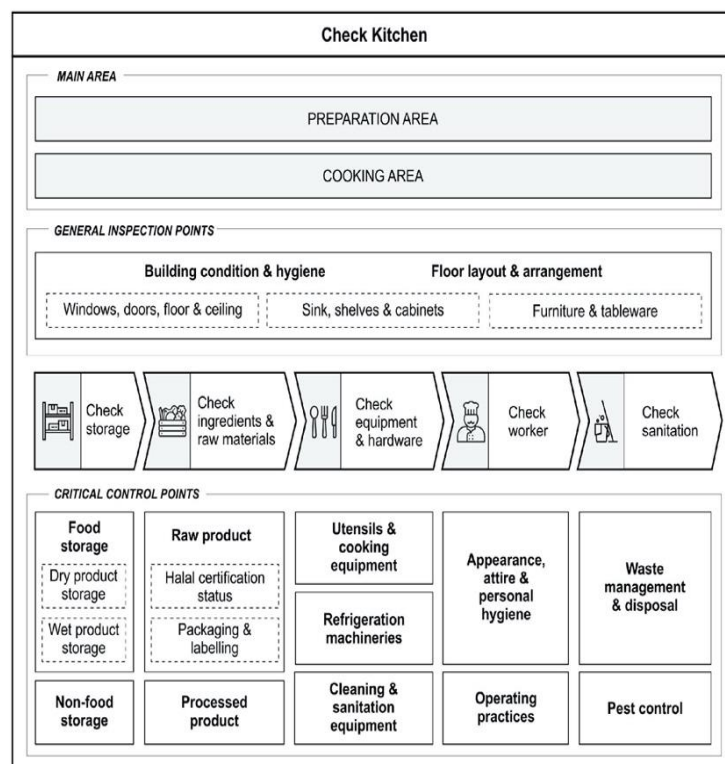 Check Kitchen
MAIN AREA
PREPARATION AREA
COOKING AREA
GENERAL INSPECTION POINTS
Building condition & hygiene
Floor layout & arrangement
Windows, doors, floor & ceiling
Sink, shelves & cabinets
Furniture & tableware
Check
storage
Check
ingredients &
raw materials
Check
equipment
& hardware
Check
worker
Check
sanitation
CRITICAL CONTROL POINTS
Food
storage
Dry product
storage
Wet product
storage
Non-food
storage
Raw product
Halal certification
status
Packaging &
labelling
Processed
product
Utensils &
cooking
equipment
Refrigeration
machineries
Cleaning &
sanitation
equipment
Appearance,
attire &
personal
hygiene
Operating
practices
Waste
management
& disposal
Pest control